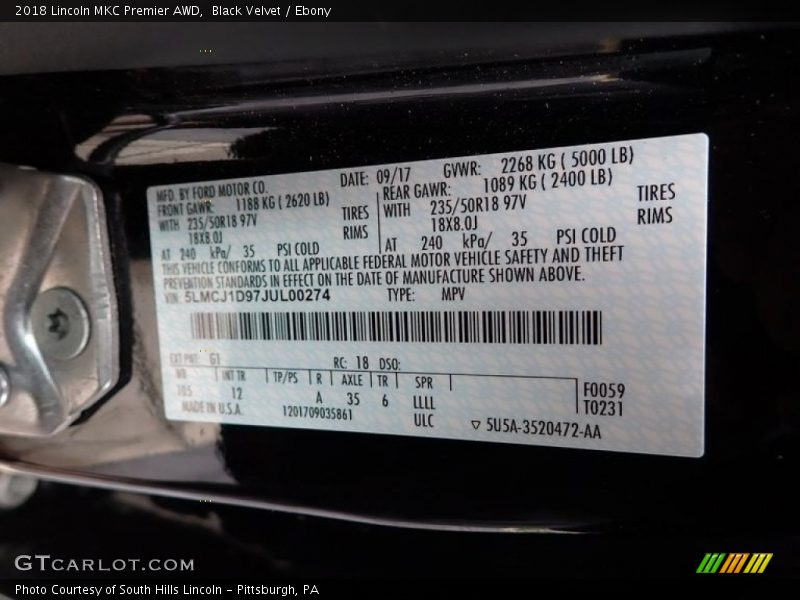 2018 Lincoln MKC Premier AWD,  Black Velvet / Ebony
MFD. BY FORD MOTOR CO. DATE: 09/17 GVWR: 2268 KG ( 5000 LB)
FRONT GAWR: 1188 KG ( 2620 LB) REAR GAWR: 1089 KG ( 2400 LB)
WITH 235/50R18 97V TIRES WITH 235/50R18 97V TIRES
18X8.0J RIMS 18X8.0J RIMS
AT 240 kPa/ 35 PSI COLD AT 240 kPa/ 35 PSI COLD
THIS VEHICLE CONFORMS TO ALL APPLICABLE FEDERAL MOTOR VEHICLE SAFETY AND THEFT
PREVENTION STANDARDS IN EFFECT ON THE DATE OF MANUFACTURE SHOWN ABOVE.
VIN: 5LMCJ1D97JUL00274 TYPE: MPV
EXT PNT: G1 RC: 18 DSO:
WB INT TR TP/PS R AXLE TR SPR
105 12 A 35 6 LLLL
F0059
T0231
MADE IN U.S.A. 1201709035861 ULC
▽ 5U5A-3520472-AA
GTCARLOT.COM
Photo Courtesy of South Hills Lincoln - Pittsburgh, PA